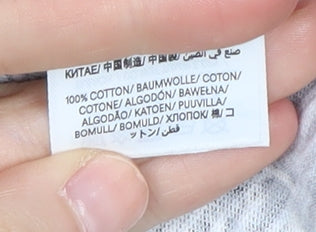 КИТАЕ/ 中国制造/ 中國製/ صنع في الصين
100% COTTON/ BAUMWOLLE/ COTON/
COTONE/ ALGODÓN/ BAWEŁNA/
ALGODÃO/ KATOEN/ PUUVILLA/
BOMULL/ BOMULD/ ХЛОПОК/ 棉/ コ
ットン/ قطن/